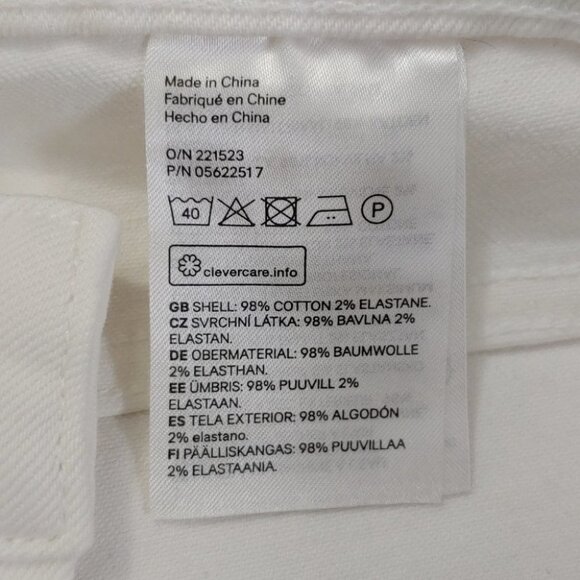 Made in China
Fabriqué en Chine
Hecho en China
O/N 221523
P/N 05622517
40 P
clevercare.info
GB SHELL: 98% COTTON 2% ELASTANE.
CZ SVRCHNÍ LÁTKA: 98% BAVLNA 2%
ELASTAN.
DE OBERMATERIAL: 98% BAUMWOLLE
2% ELASTHAN.
EE ÜMBRIS: 98% PUUVILL 2%
ELASTAAN.
ES TELA EXTERIOR: 98% ALGODÓN
2% elastano.
FI PÄÄLLISKANGAS: 98% PUUVILLAA
2% ELASTAANIA.